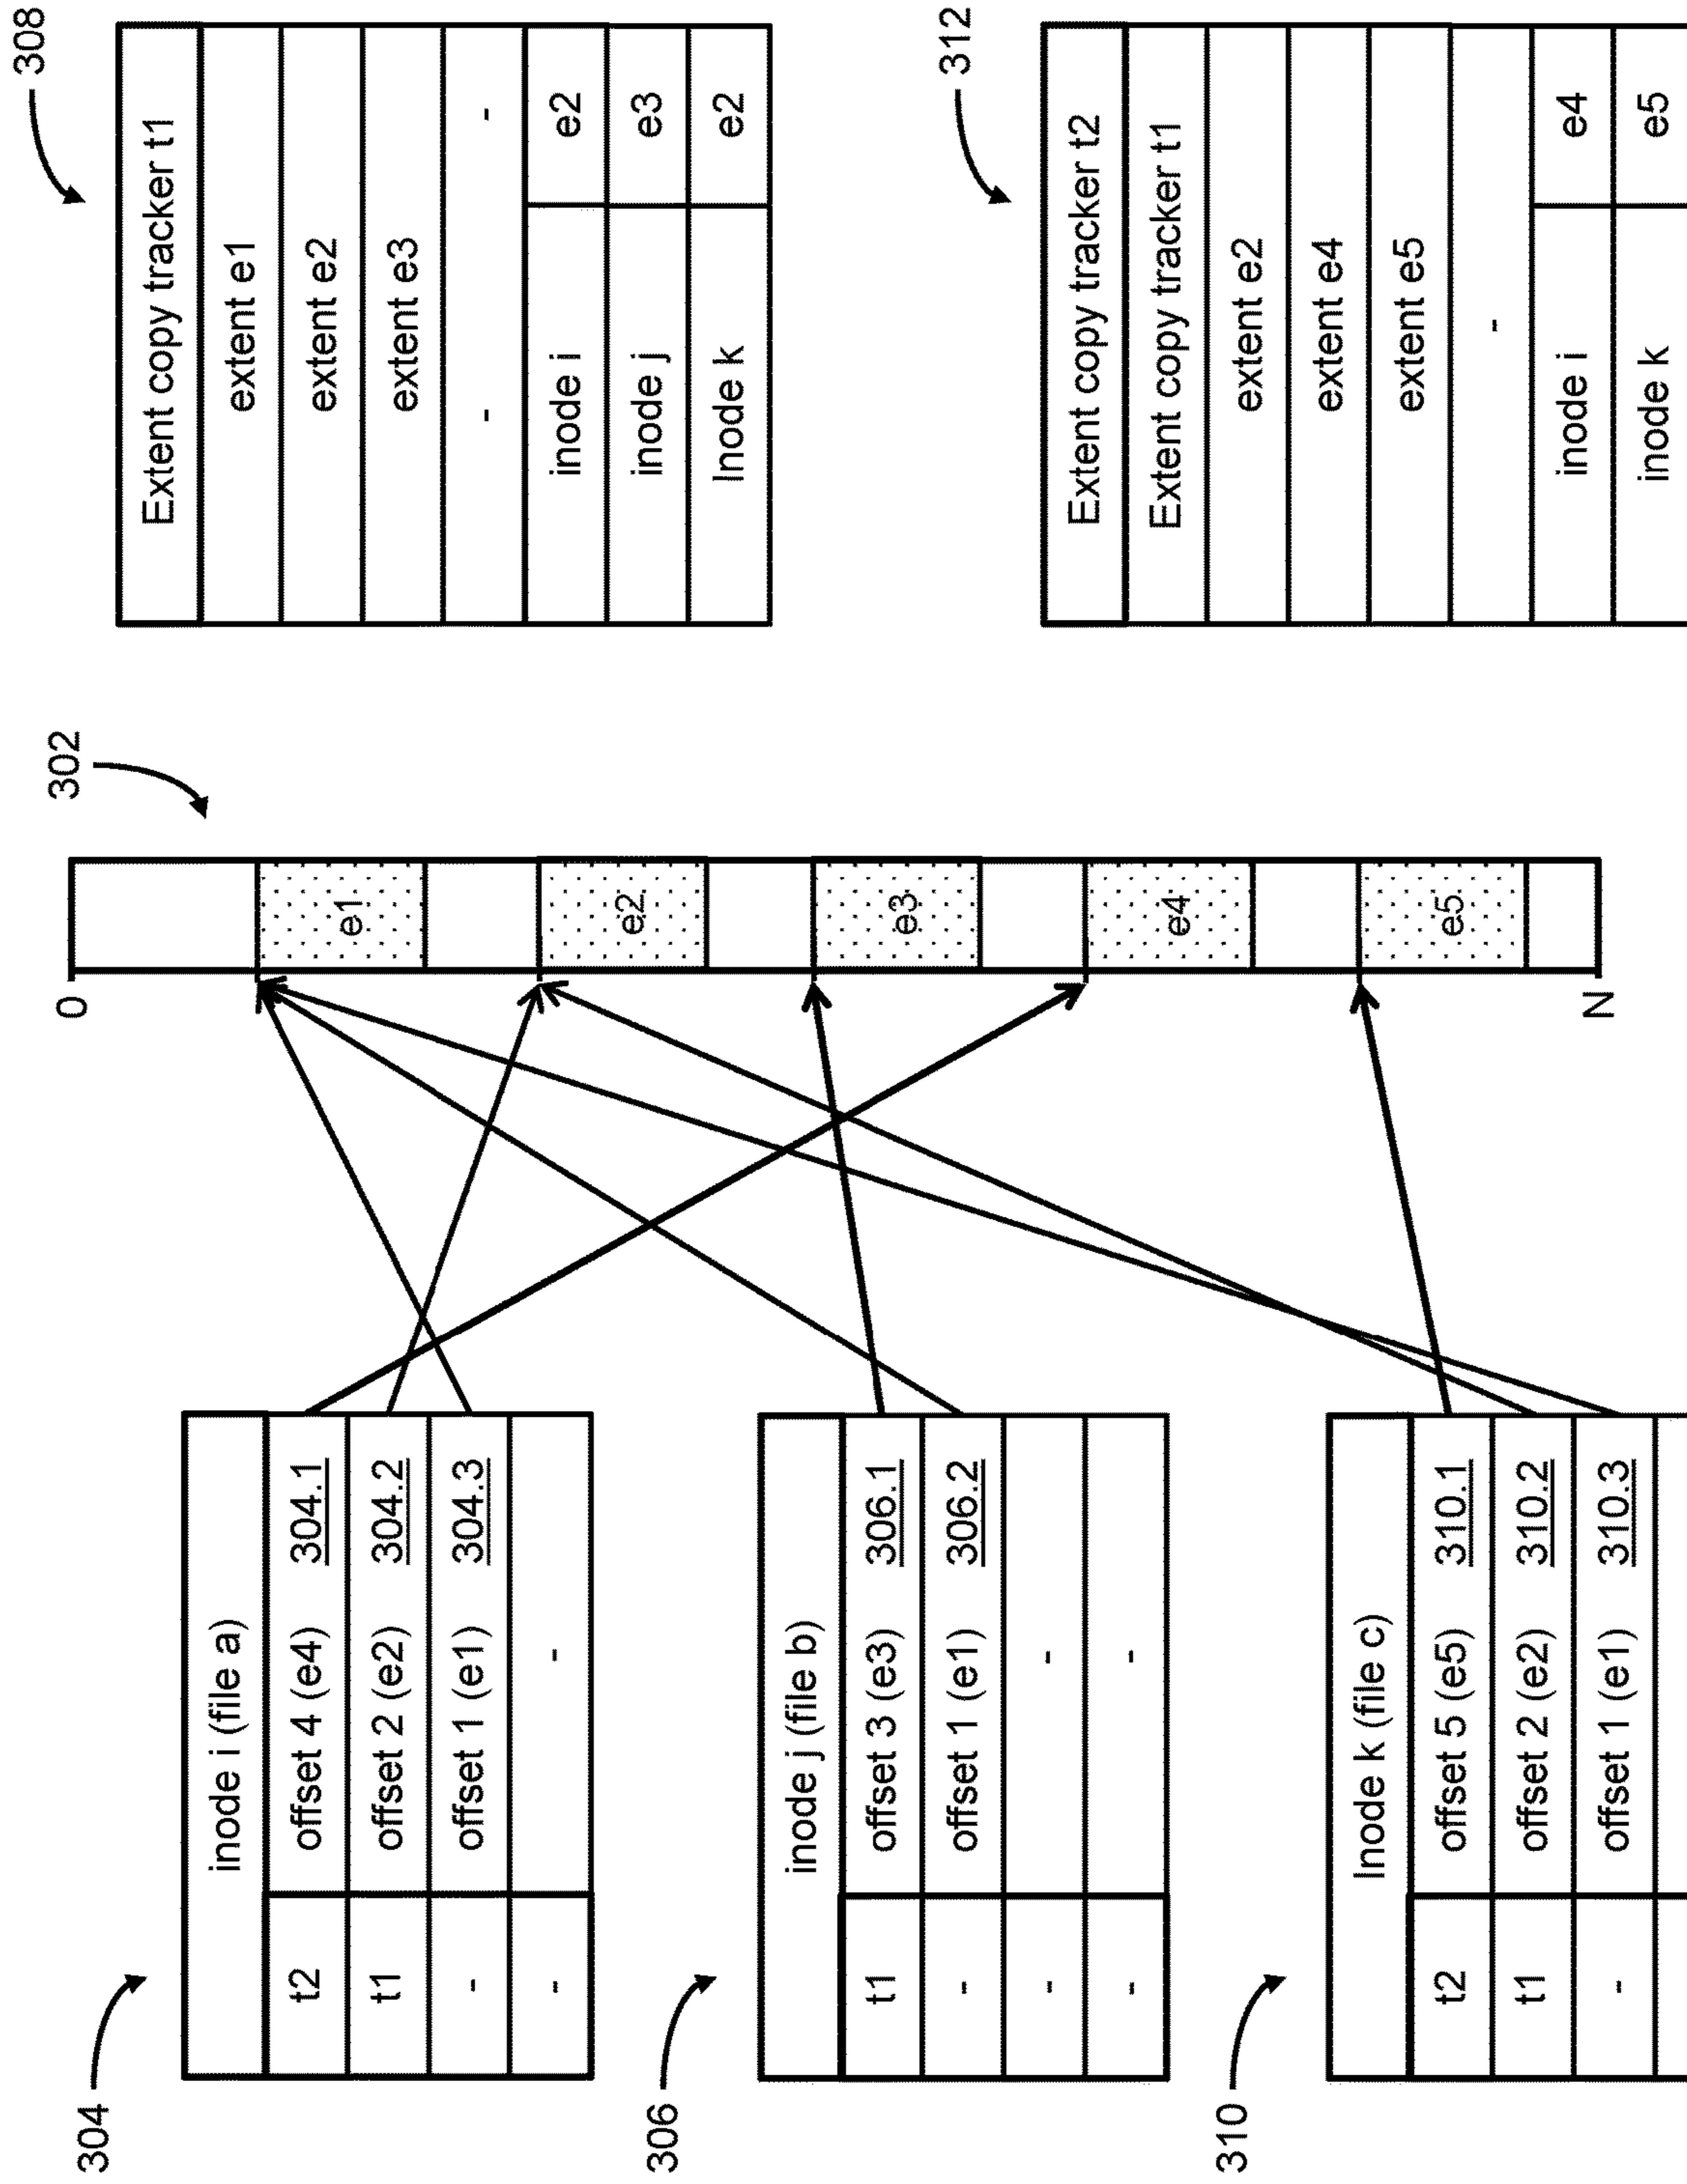 304
inode i (file a)
t2 offset 4 (e4) 304.1
t1 offset 2 (e2) 304.2
- offset 1 (e1) 304.3
- -
306
inode j (file b)
t1 offset 3 (e3) 306.1
- offset 1 (e1) 306.2
- -
- -
310
Inode k (file c)
t2 offset 5 (e5) 310.1
t1 offset 2 (e2) 310.2
- offset 1 (e1) 310.3
302
0
e1
e2
e3
e4
e5
N
308
Extent copy tracker t1
extent e1
extent e2
extent e3
- -
inode i e2
inode j e3
Inode k e2
312
Extent copy tracker t2
Extent copy tracker t1
extent e2
extent e4
extent e5
-
inode i e4
inode k e5